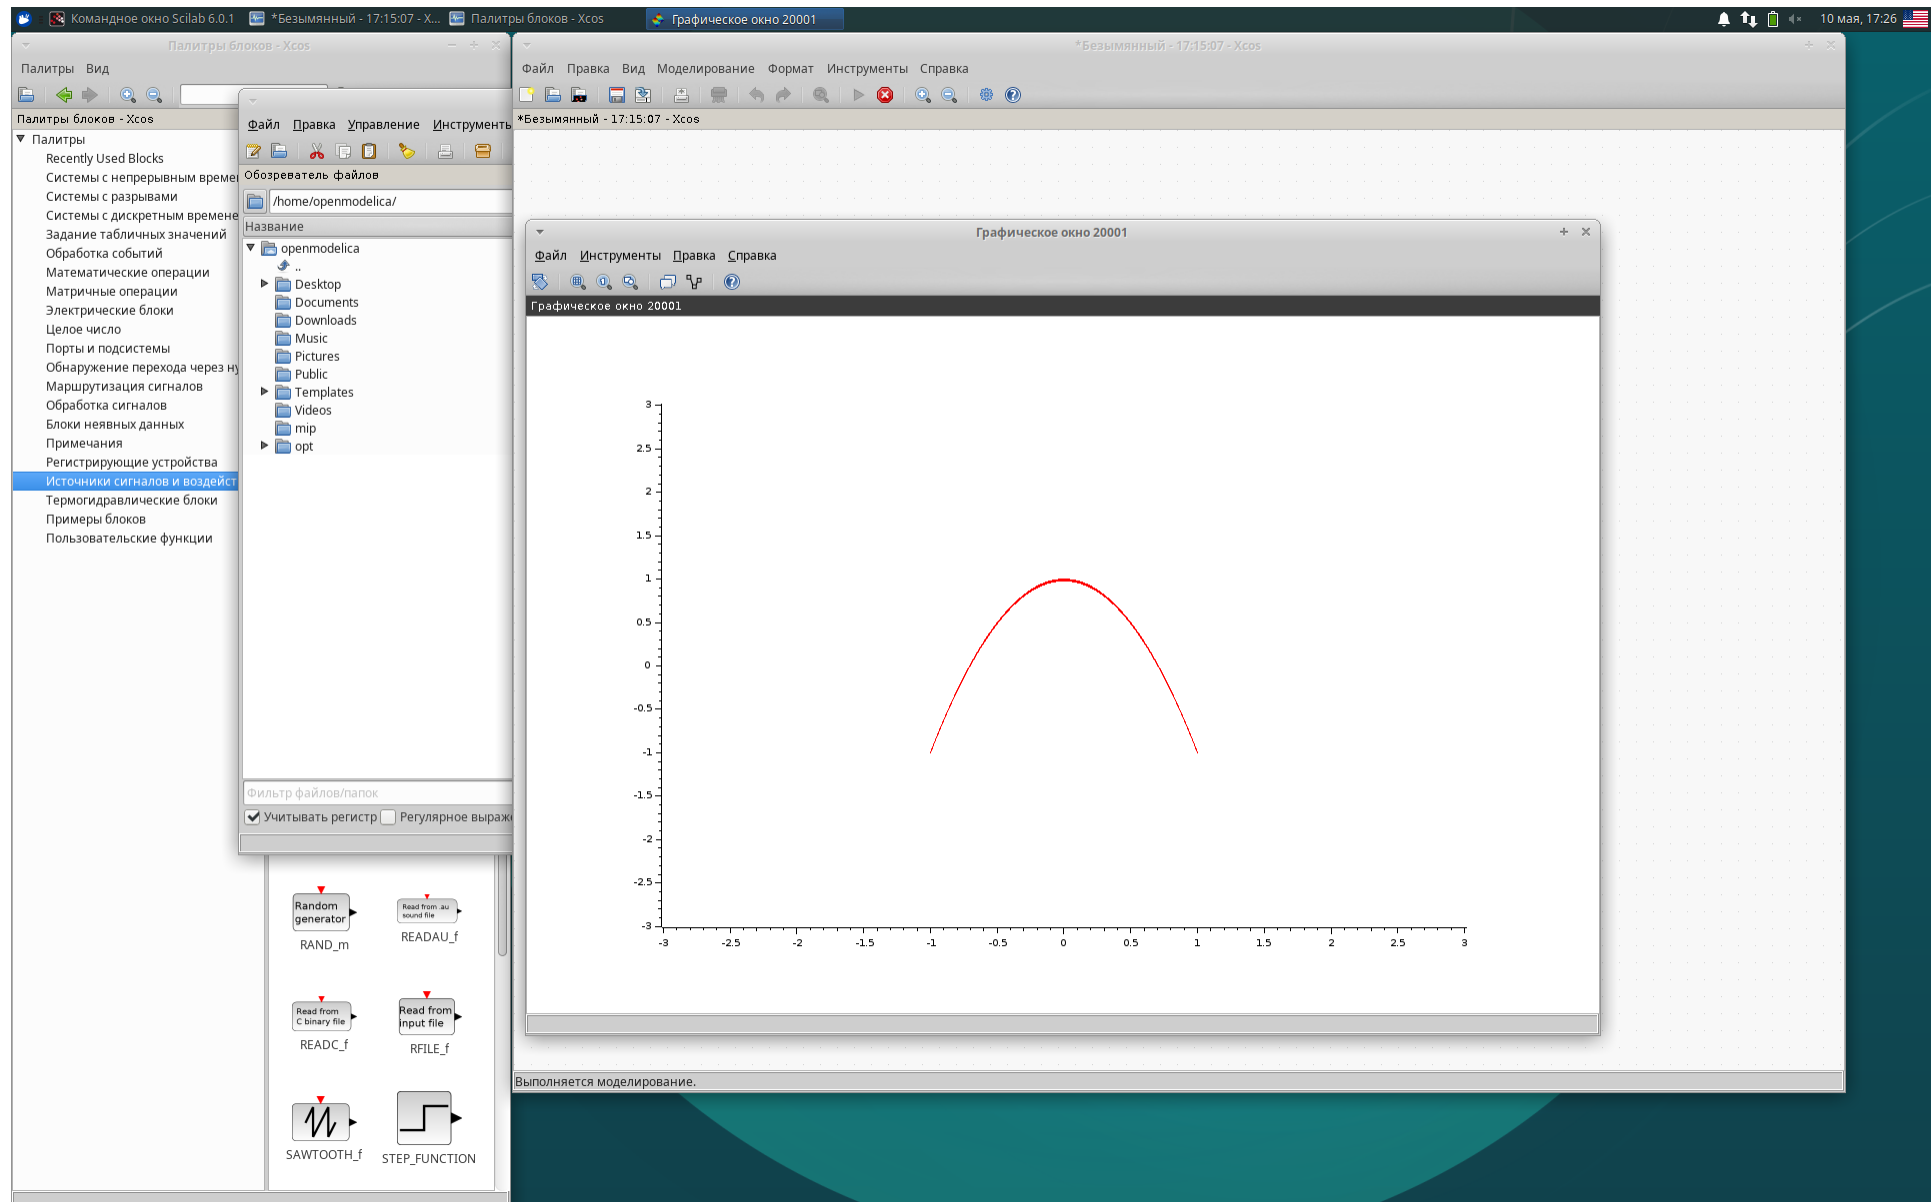 Командное окно Scilab 6.0.1
*Безымянный - 17:15:07 - X...
Палитры блоков - Xcos
Графическое окно 20001
10 мая, 17:26
Палитры блоков - Xcos
Палитры Вид
Палитры блоков - Xcos
Палитры
Recently Used Blocks
Системы с непрерывным време
Системы с разрывами
Системы с дискретным времене
Задание табличных значений
Обработка событий
Математические операции
Матричные операции
Электрические блоки
Целое число
Порты и подсистемы
Обнаружение перехода через ну
Маршрутизация сигналов
Обработка сигналов
Блоки неявных данных
Примечания
Регистрирующие устройства
Источники сигналов и воздейст
Термогидравлические блоки
Примеры блоков
Пользовательские функции
Файл Правка Управление Инструменть
Обозреватель файлов
/home/openmodelica/
Название
openmodelica
..
Desktop
Documents
Downloads
Music
Pictures
Public
Templates
Videos
mip
opt
Фильтр файлов/папок
Учитывать регистр Регулярное выраж
Random
generator
RAND_m
Read from .au
sound file
READAU_f
Read from
C binary file
READC_f
Read from
input file
RFILE_f
SAWTOOTH_f
STEP_FUNCTION
*Безымянный - 17:15:07 - Xcos
Файл Правка Вид Моделирование Формат Инструменты Справка
*Безымянный - 17:15:07 - Xcos
Графическое окно 20001
Файл Инструменты Правка Справка
Графическое окно 20001
3
2.5
2
1.5
1
0.5
0
-0.5
-1
-1.5
-2
-2.5
-3
-3 -2.5 -2 -1.5 -1 -0.5 0 0.5 1 1.5 2 2.5 3
Выполняется моделирование.